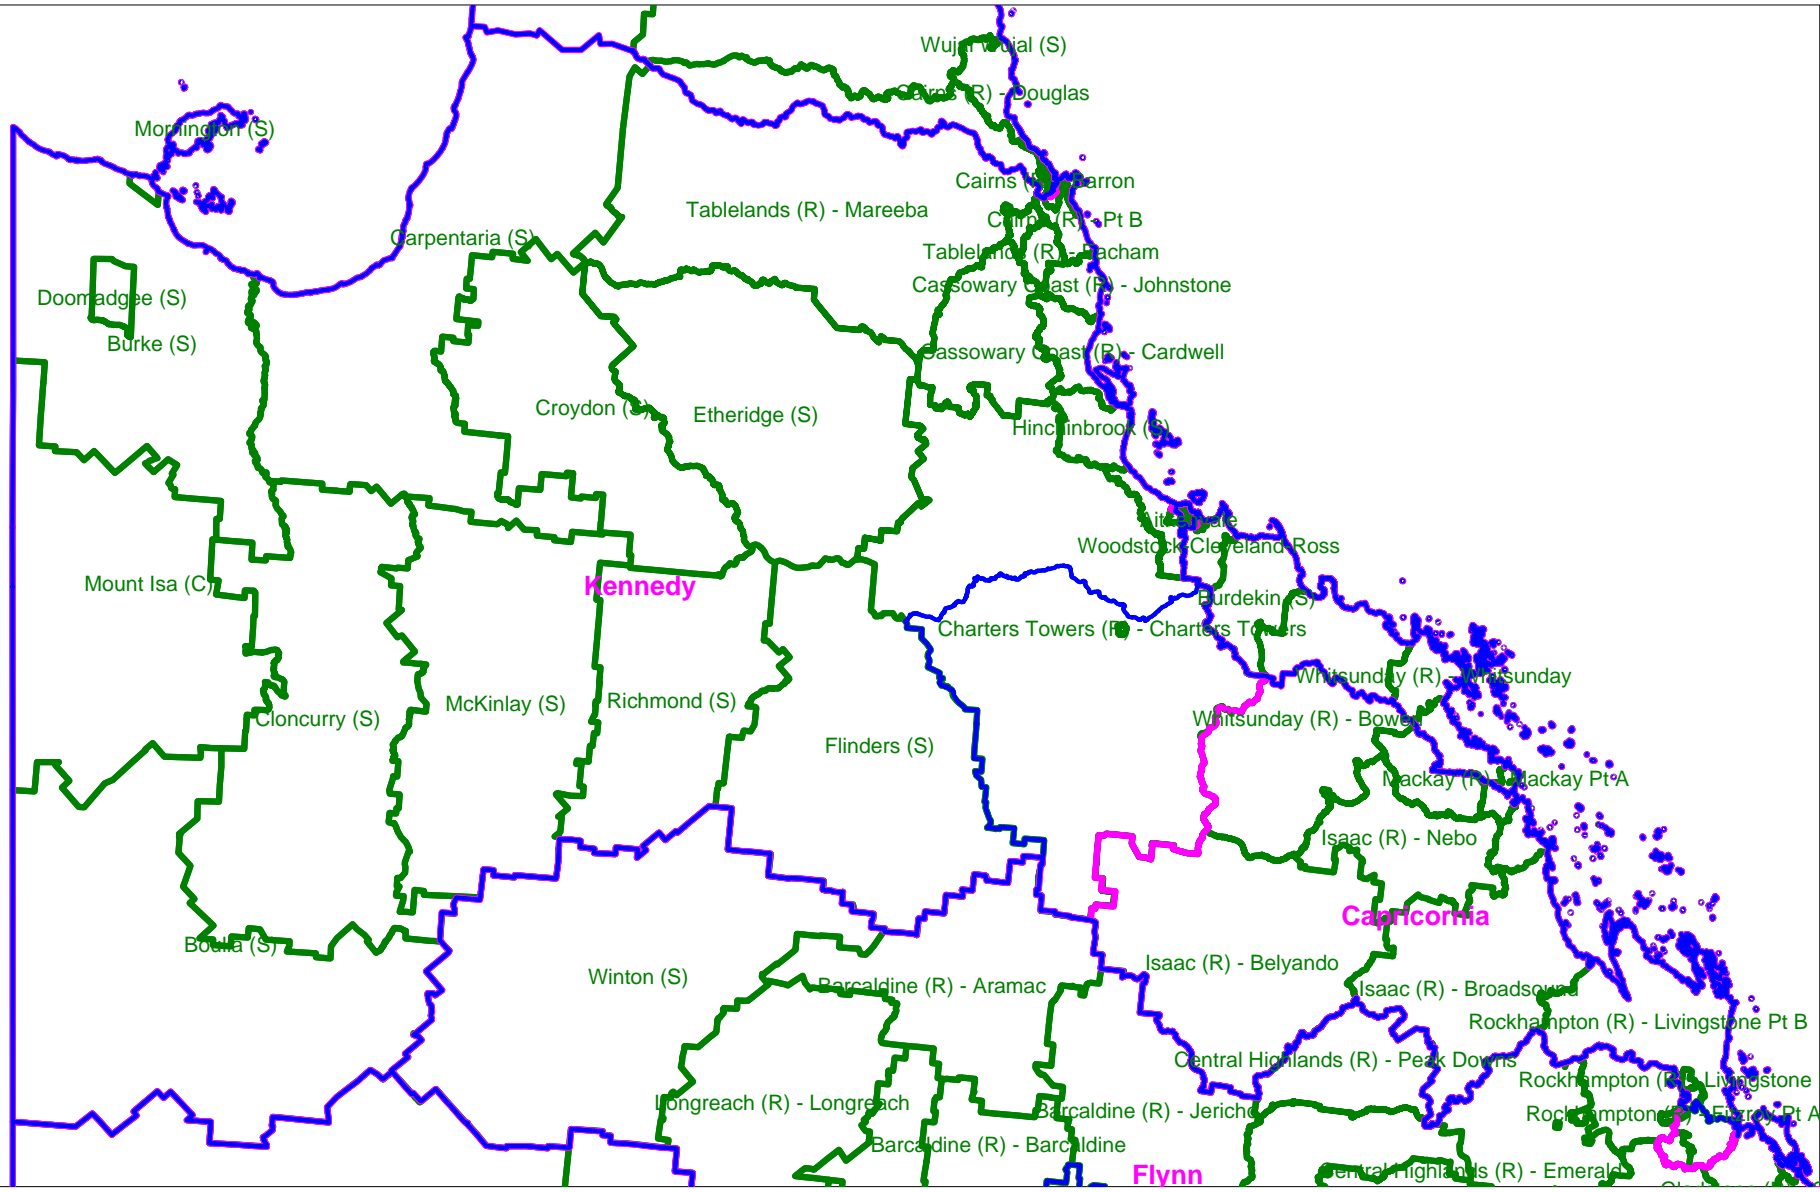 Wujal Wujal (S)
Cairns (R) - Douglas
Mornington (S)
Cairns (R) - Barron
Tablelands (R) - Mareeba
Cairns (R) - Pt B
Carpentaria (S)
Tablelands (R) - Eacham
Cassowary Coast (R) - Johnstone
Doomadgee (S)
Burke (S)
Cassowary Coast (R) - Cardwell
Croydon (S)
Etheridge (S)
Hinchinbrook (S)
Aitkenvale
Woodstock-Cleveland-Ross
Mount Isa (C)
Kennedy
Burdekin (S)
Charters Towers (R) - Charters Towers
Whitsunday (R) - Whitsunday
McKinlay (S)
Richmond (S)
Cloncurry (S)
Whitsunday (R) - Bowen
Flinders (S)
Mackay (R) - Mackay Pt A
Isaac (R) - Nebo
Capricornia
Boulia (S)
Isaac (R) - Belyando
Winton (S)
Barcaldine (R) - Aramac
Isaac (R) - Broadsound
Rockhampton (R) - Livingstone Pt B
Central Highlands (R) - Peak Downs
Rockhampton (R) - Livingstone
Longreach (R) - Longreach
Barcaldine (R) - Jericho
Rockhampton (R) - Fitzroy Pt A
Barcaldine (R) - Barcaldine
Flynn
Central Highlands (R) - Emerald